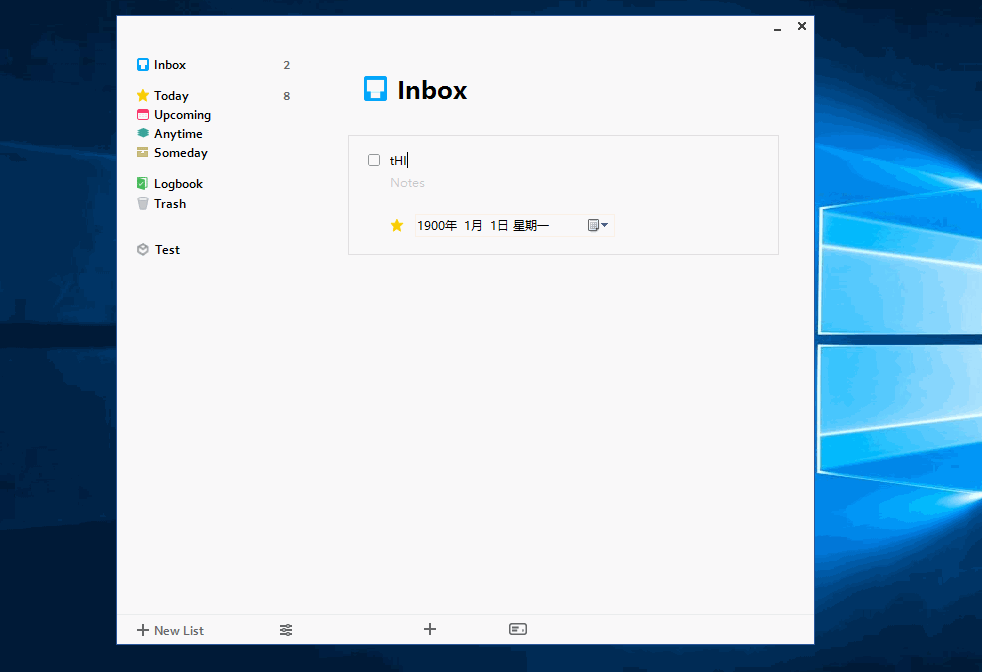 Inbox 2
Today 8
Upcoming
Anytime
Someday
Logbook
Trash
Test
Inbox
tHI
Notes
1900年 1月 1日 星期一
New List